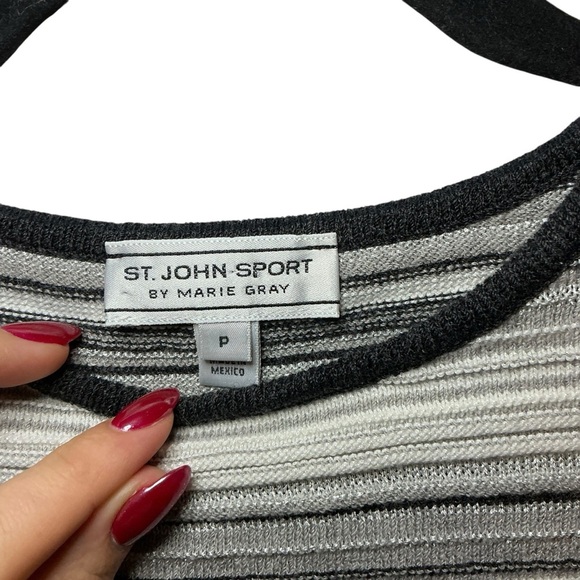 ST. JOHN SPORT
BY MARIE GRAY
P
MEXICO